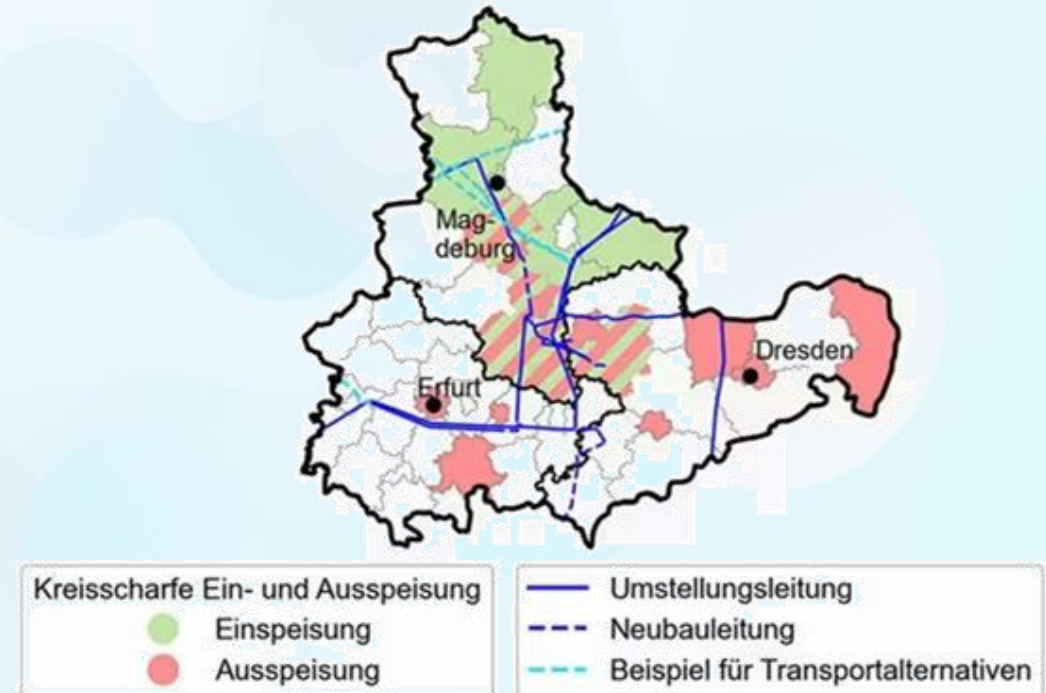 Mag-
deburg
Dresden
Erfurt
Kreisscharfe Ein- und Ausspeisung
Einspeisung
Ausspeisung
Umstellungsleitung
Neubauleitung
Beispiel für Transportalternativen